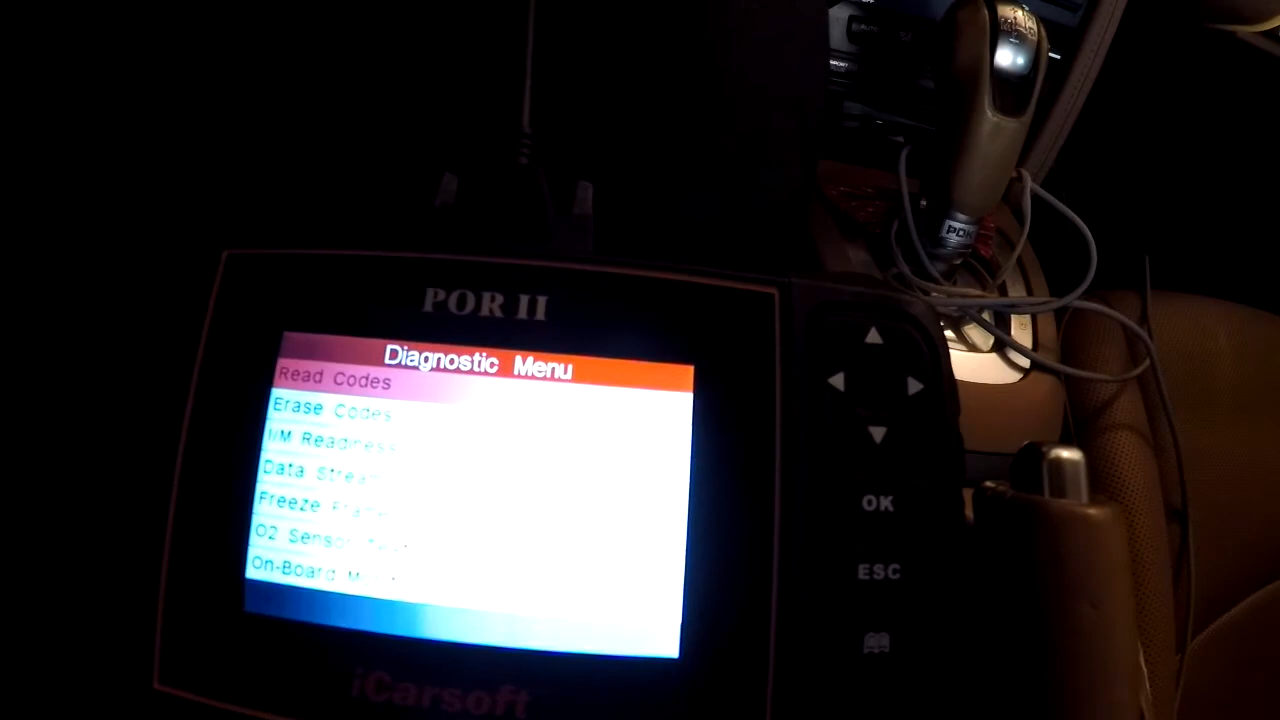 PDK
POR II
Diagnostic Menu
Read Codes
Erase Codes
I/M Readiness
Data Stream
Freeze Frame
O2 Sensor Test
On-Board
OK
ESC
iCarsoft